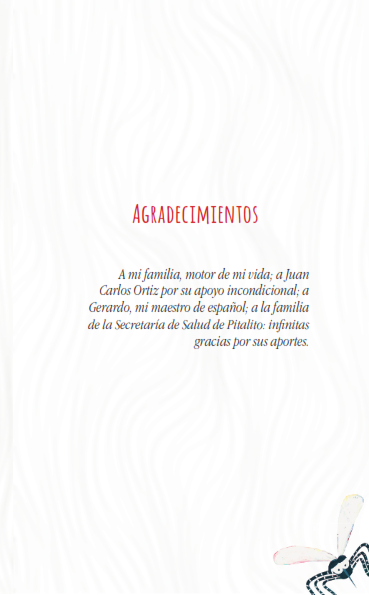 Agradecimientos
A mi familia, motor de mi vida; a Juan
Carlos Ortiz por su apoyo incondicional; a
Gerardo, mi maestro de español; a la familia
de la Secretaría de Salud de Pitalito: infinitas
gracias por sus aportes.